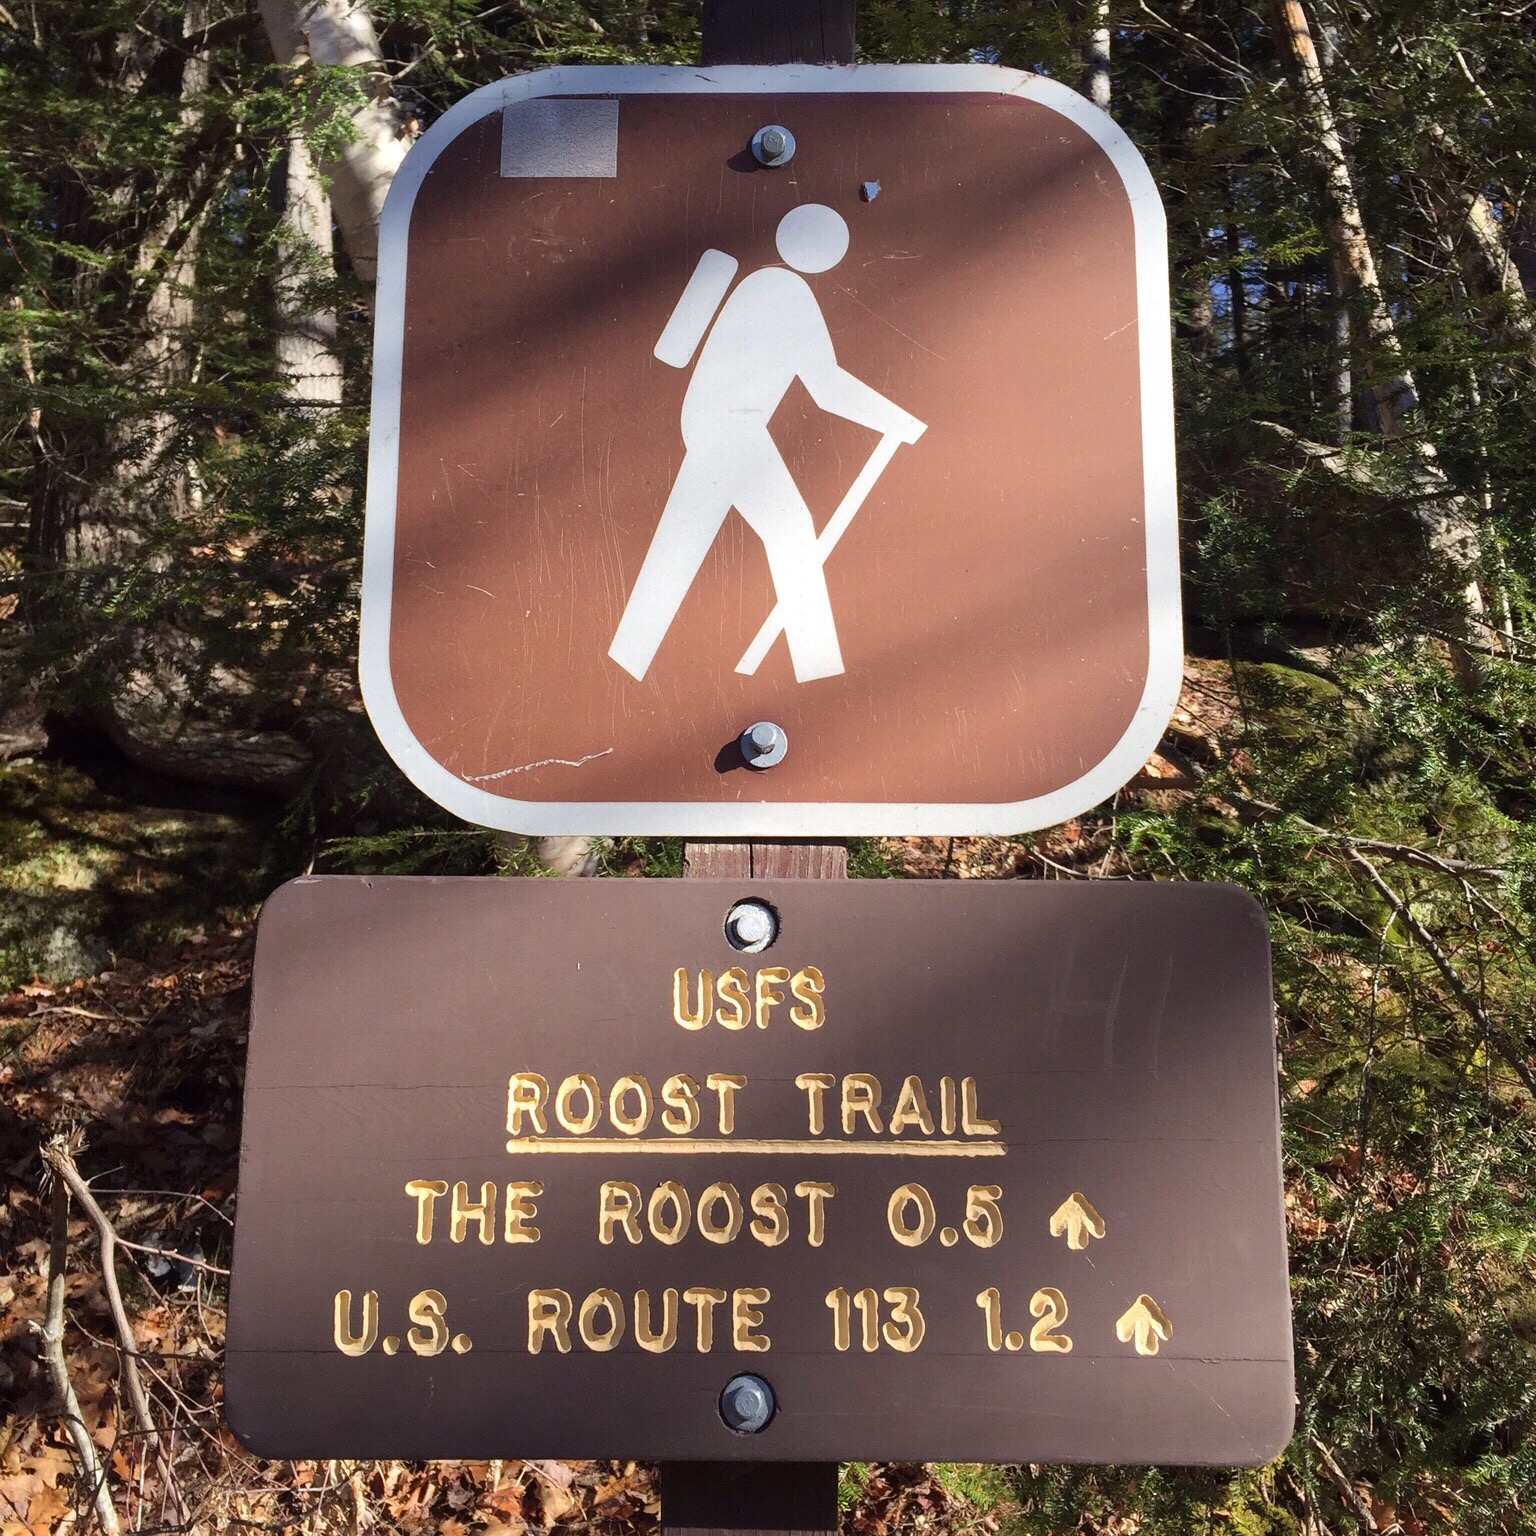 USFS
ROOST TRAIL
THE ROOST 0.5 ↑
U.S. ROUTE 113 1.2 ↑